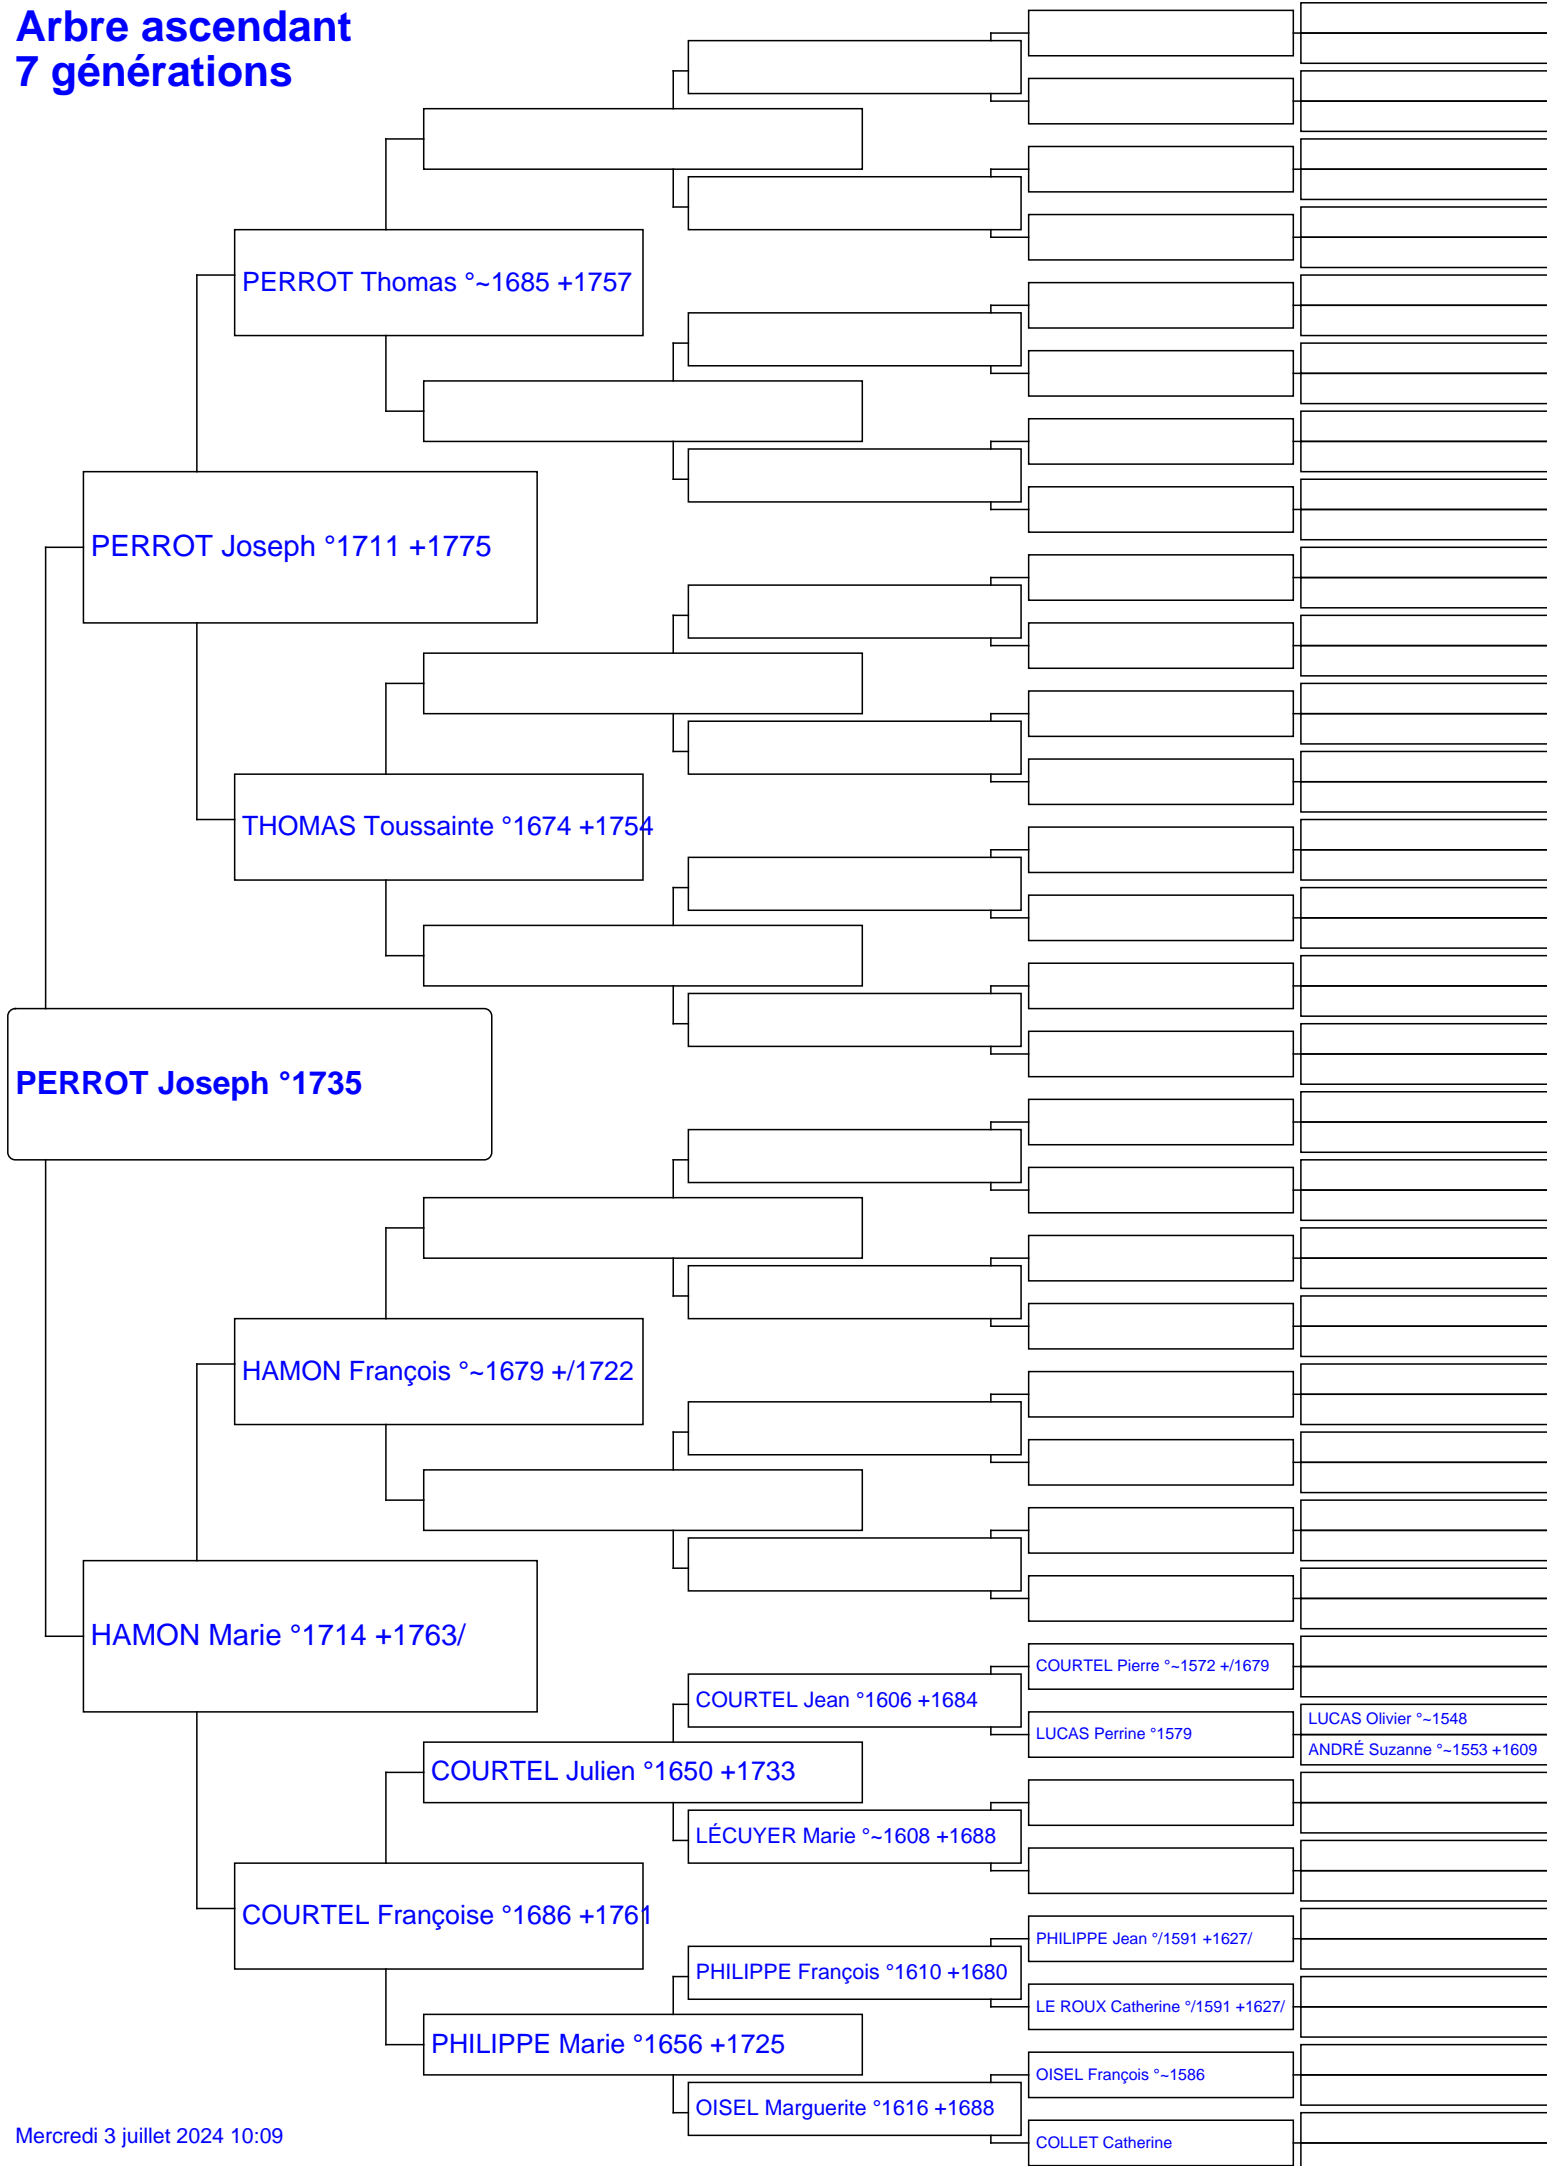 Arbre ascendant
7 générations
PERROT Thomas °~1685 +1757
PERROT Joseph °1711 +1775
THOMAS Toussainte °1674 +1754
PERROT Joseph °1735
HAMON François °~1679 +/1722
HAMON Marie °1714 +1763/
COURTEL Pierre °~1572 +/1679
COURTEL Jean °1606 +1684
LUCAS Olivier °~1548
LUCAS Perrine °1579
ANDRÉ Suzanne °~1553 +1609
COURTEL Julien °1650 +1733
LÉCUYER Marie °~1608 +1688
COURTEL Françoise °1686 +1761
PHILIPPE Jean °/1591 +1627/
PHILIPPE François °1610 +1680
LE ROUX Catherine °/1591 +1627/
PHILIPPE Marie °1656 +1725
OISEL François °~1586
OISEL Marguerite °1616 +1688
COLLET Catherine
Mercredi 3 juillet 2024 10:09